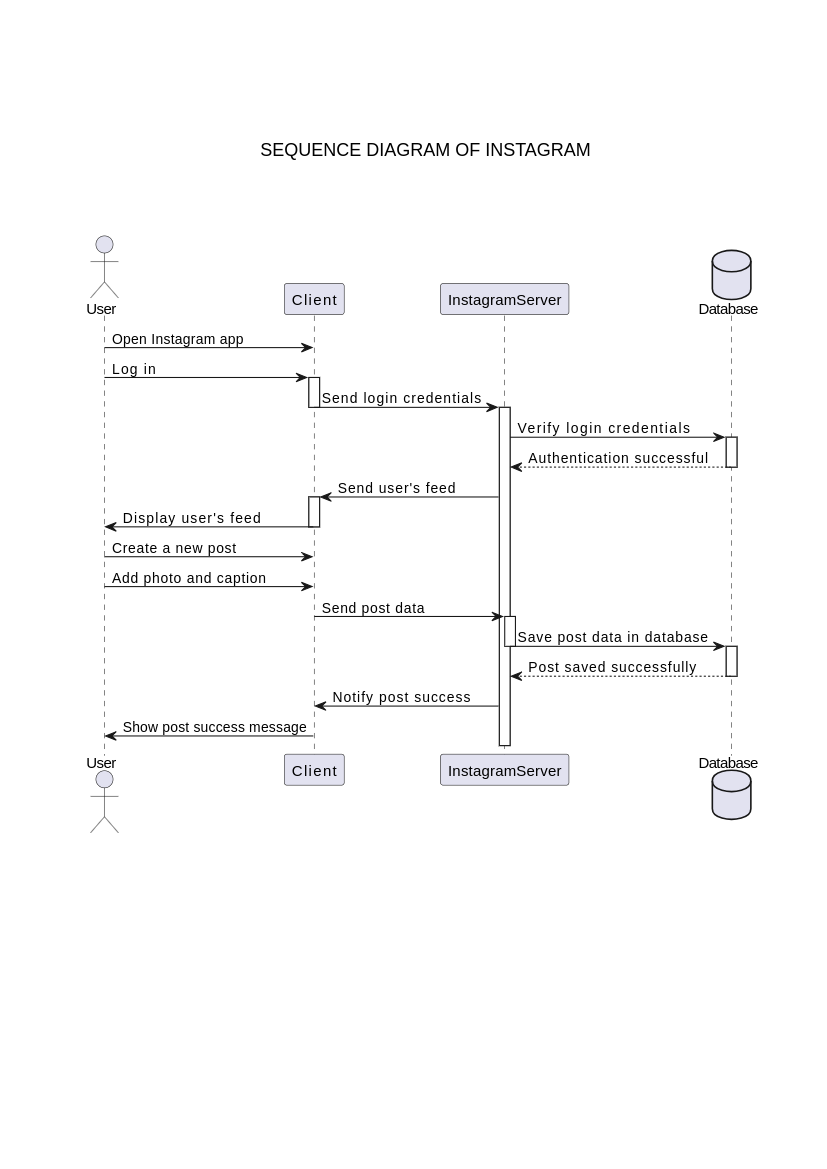 SEQUENCE DIAGRAM OF INSTAGRAM
User
Client
InstagramServer
Database
Open Instagram app
Log in
Send login credentials
Verify login credentials
Authentication successful
Send user's feed
Display user's feed
Create a new post
Add photo and caption
Send post data
Save post data in database
Post saved successfully
Notify post success
Show post success message
User
Client
InstagramServer
Database